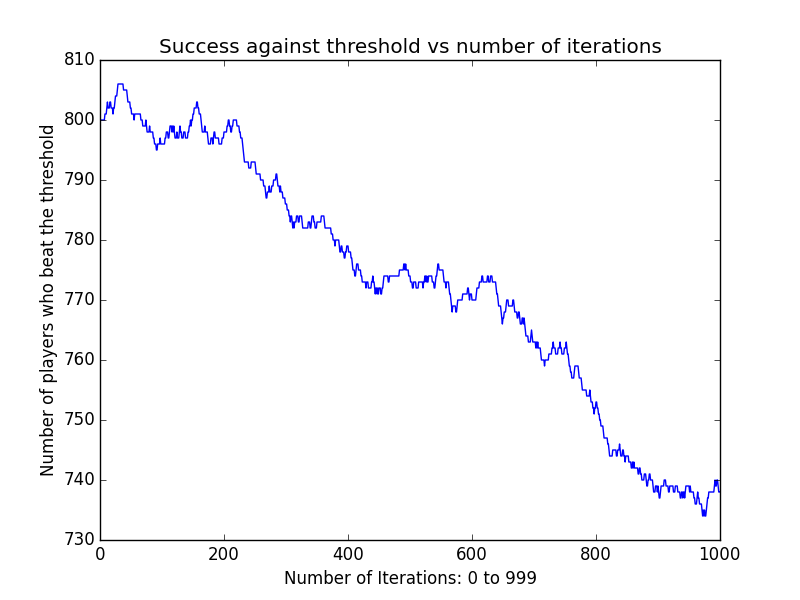 Success against threshold vs number of iterations
810
800
790
780
770
760
750
740
730
Number of players who beat the threshold
0 200 400 600 800 1000
Number of Iterations: 0 to 999